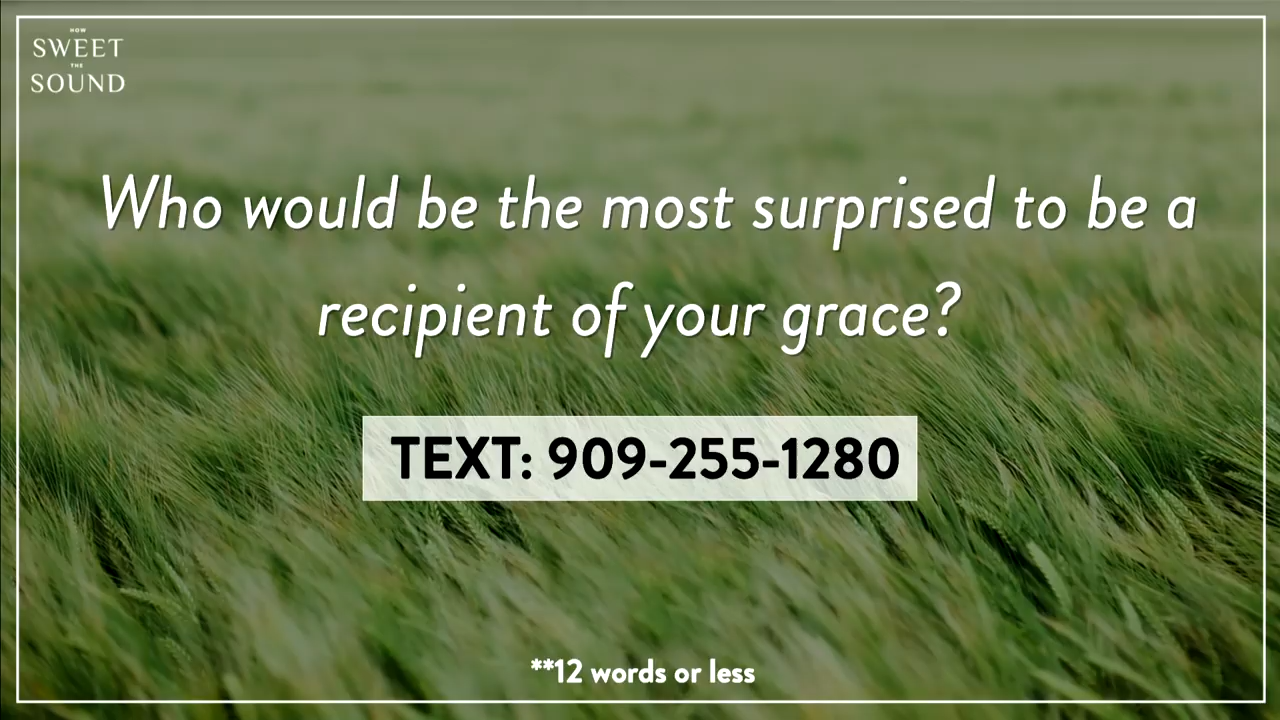 HOW
SWEET
THE
SOUND
Who would be the most surprised to be a
recipient of your grace?
TEXT: 909-255-1280
**12 words or less